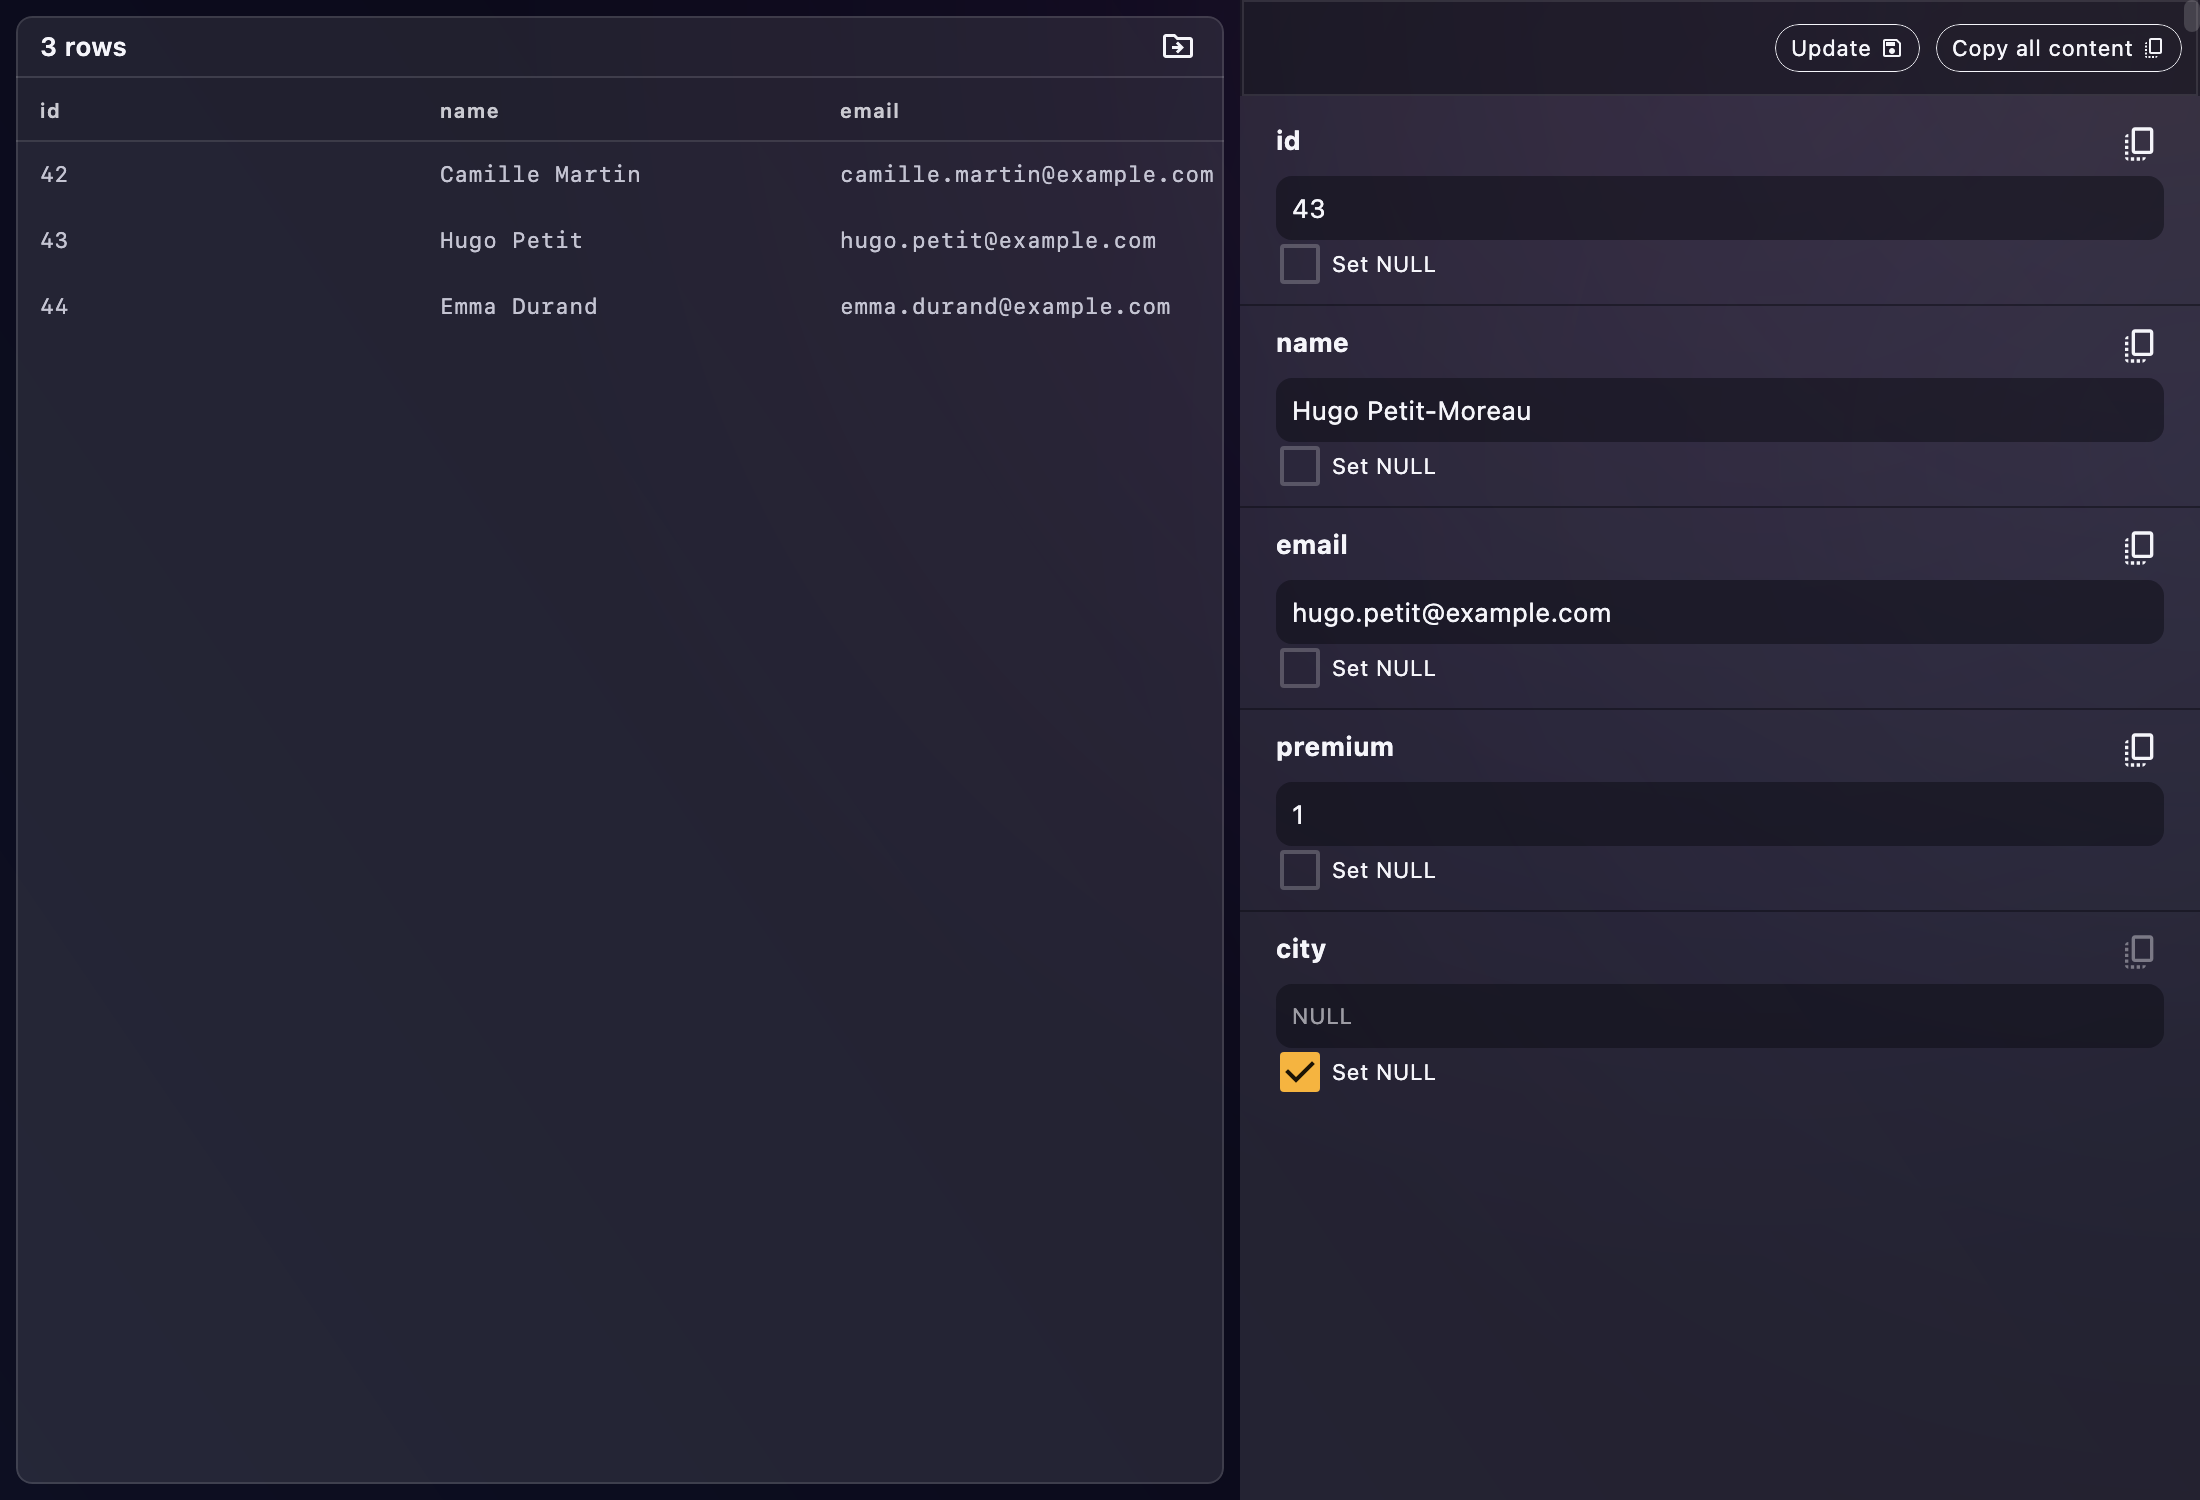 3 rows
id name email
42 Camille Martin camille.martin@example.com
43 Hugo Petit hugo.petit@example.com
44 Emma Durand emma.durand@example.com
Update Copy all content
id
43
Set NULL
name
Hugo Petit-Moreau
Set NULL
email
hugo.petit@example.com
Set NULL
premium
1
Set NULL
city
NULL
Set NULL